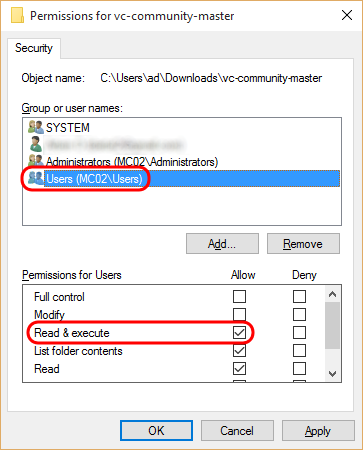 Permissions for vc-community-master
Security
Object name: C:\Users\ad\Downloads\vc-community-master
Group or user names:
SYSTEM
Administrators (MC02\Administrators)
Users (MC02\Users)
Add... Remove
Permissions for Users Allow Deny
Full control
Modify
Read & execute
List folder contents
Read
OK Cancel Apply